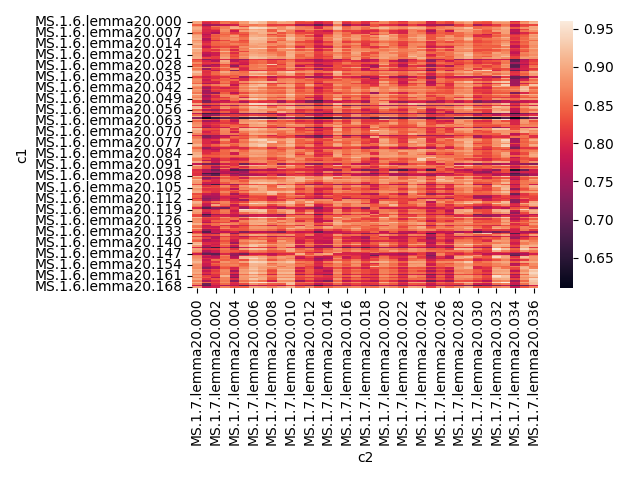 MS.1.6.lemma20.000
MS.1.6.lemma20.007
MS.1.6.lemma20.014
MS.1.6.lemma20.021
MS.1.6.lemma20.028
MS.1.6.lemma20.035
MS.1.6.lemma20.042
MS.1.6.lemma20.049
MS.1.6.lemma20.056
MS.1.6.lemma20.063
MS.1.6.lemma20.070
MS.1.6.lemma20.077
MS.1.6.lemma20.084
MS.1.6.lemma20.091
MS.1.6.lemma20.098
MS.1.6.lemma20.105
MS.1.6.lemma20.112
MS.1.6.lemma20.119
MS.1.6.lemma20.126
MS.1.6.lemma20.133
MS.1.6.lemma20.140
MS.1.6.lemma20.147
MS.1.6.lemma20.154
MS.1.6.lemma20.161
MS.1.6.lemma20.168
c1
0.95
0.90
0.85
0.80
0.75
0.70
0.65
MS.1.7.lemma20.000
MS.1.7.lemma20.002
MS.1.7.lemma20.004
MS.1.7.lemma20.006
MS.1.7.lemma20.008
MS.1.7.lemma20.010
MS.1.7.lemma20.012
MS.1.7.lemma20.014
MS.1.7.lemma20.016
MS.1.7.lemma20.018
MS.1.7.lemma20.020
MS.1.7.lemma20.022
MS.1.7.lemma20.024
MS.1.7.lemma20.026
MS.1.7.lemma20.028
MS.1.7.lemma20.030
MS.1.7.lemma20.032
MS.1.7.lemma20.034
MS.1.7.lemma20.036
c2